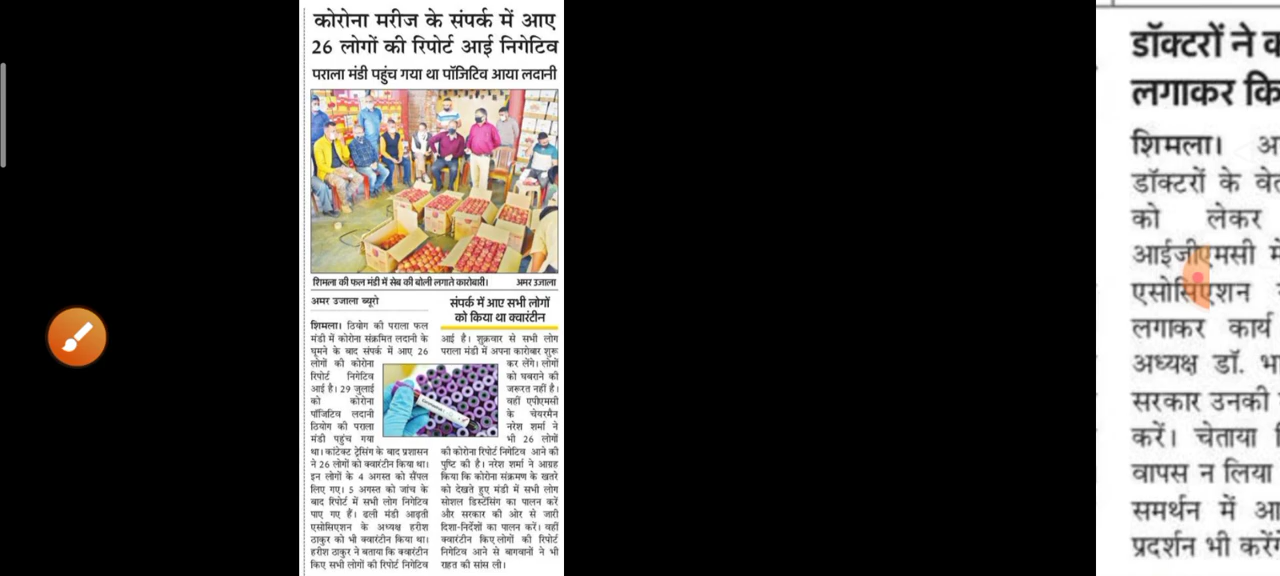 कोरोना मरीज के संपर्क में आए
26 लोगों की रिपोर्ट आई निगेटिव
पराला मंडी पहुंच गया था पॉजिटिव आया लदानी
शिमला की फल मंडी में सेब की बोली लगाते कारोबारी।
अमर उजाला
अमर उजाला ब्यूरो
शिमला। ठियोग की पराला फल
मंडी में कोरोना संक्रमित लदानी के
घूमने के बाद संपर्क में आए 26
लोगों की कोरोना
रिपोर्ट निगेटिव
आई है। 29 जुलाई
को कोरोना
पॉजिटिव लदानी
ठियोग की पराला
मंडी पहुंच गया
था। कांटेक्ट ट्रेसिंग के बाद प्रशासन
ने 26 लोगों को क्वारंटीन किया था।
इन लोगों के 4 अगस्त को सैंपल
लिए गए। 5 अगस्त को जांच के
बाद रिपोर्ट में सभी लोग निगेटिव
पाए गए हैं। ढली मंडी आढ़ती
एसोसिएशन के अध्यक्ष हरीश
ठाकुर को भी क्वारंटीन किया था।
हरीश ठाकुर ने बताया कि क्वारंटीन
किए सभी लोगों की रिपोर्ट निगेटिव
संपर्क में आए सभी लोगों
को किया था क्वारंटीन
आई है। शुक्रवार से सभी लोग
पराला मंडी में अपना कारोबार शुरू
कर लेंगे। लोगों
को घबराने की
जरूरत नहीं है।
वहीं एपीएमसी
के चेयरमैन
नरेश शर्मा ने
भी 26 लोगों
की कोरोना रिपोर्ट निगेटिव आने की
पुष्टि की है। नरेश शर्मा ने आग्रह
किया कि कोरोना संक्रमण के खतरे
को देखते हुए मंडी में सभी लोग
सोशल डिस्टेंसिंग का पालन करें
और सरकार की ओर से जारी
दिशा-निर्देशों का पालन करें। वहीं
क्वारंटीन किए लोगों की रिपोर्ट
निगेटिव आने से बागवानों ने भी
राहत की सांस ली।
डॉक्टरों ने
लगाकर
शिमला।
डॉक्टरों के
को लेकर
आईजीएमसी
एसोसिएशन
लगाकर कार्य
अध्यक्ष डॉ.
सरकार उनकी
करें। चेताया
वापस न लिया
समर्थन में
प्रदर्शन भी करेंगे